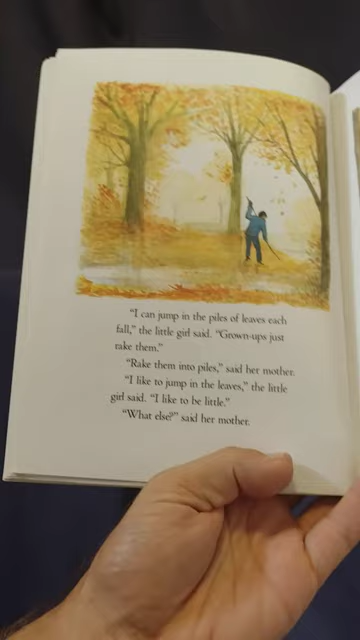 “I can jump in the piles of leaves each
fall,” the little girl said. “Grown-ups just
rake them.”
“Rake them into piles,” said her mother.
“I like to jump in the leaves,” the little
girl said. “I like to be little.”
“What else?” said her mother.